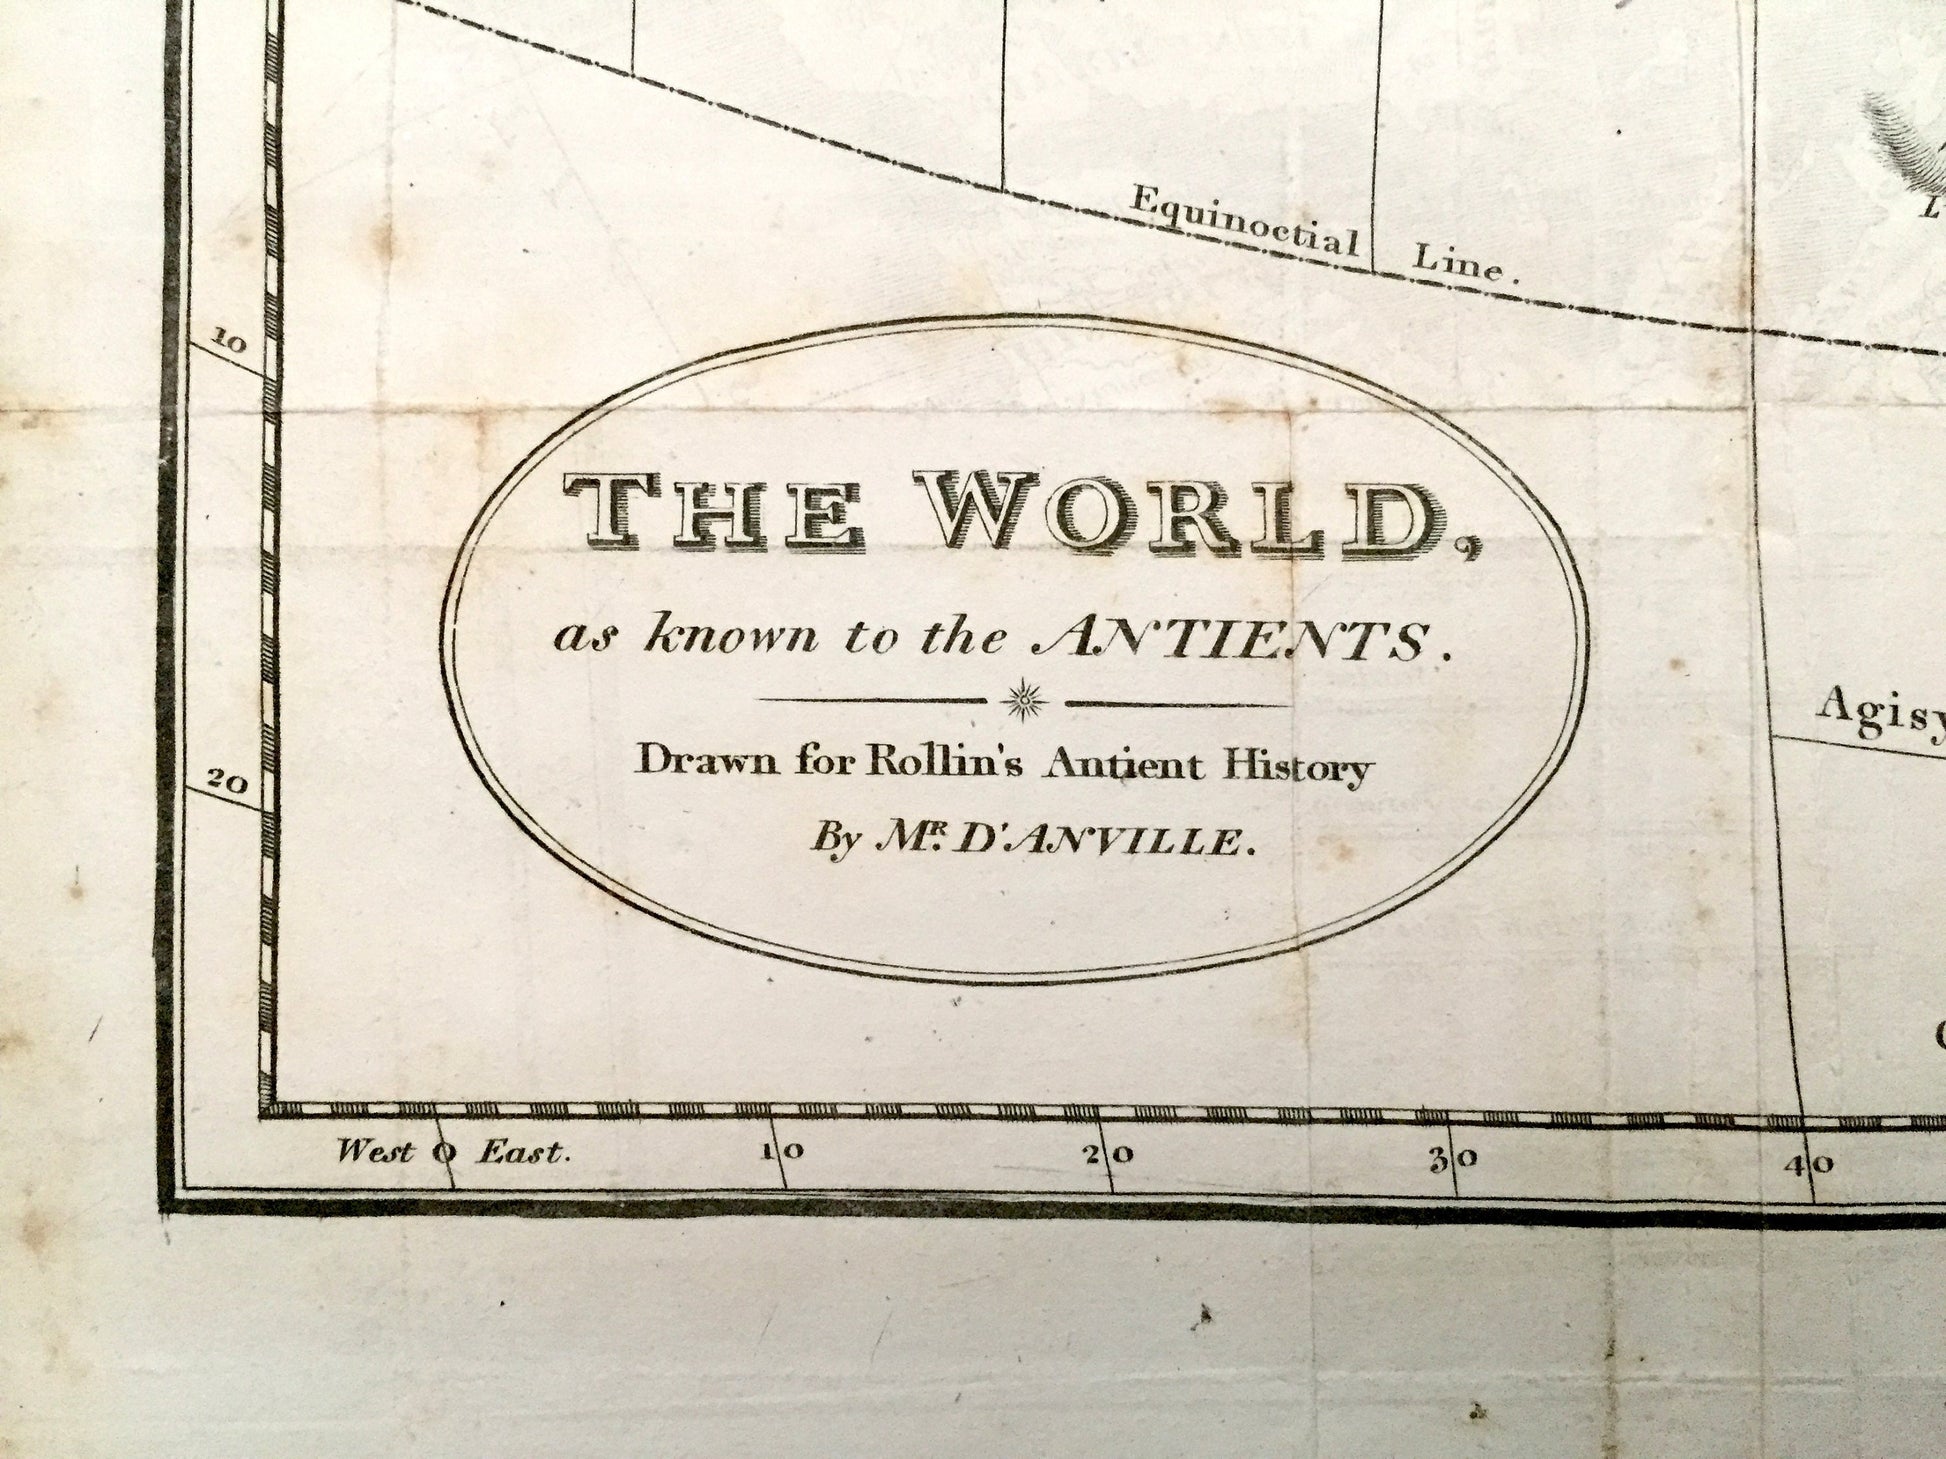 Equinoctial Line.
10
THE WORLD,
as known to the ANTIENTS.
Drawn for Rollin's Antient History
By Mr. D'ANVILLE.
20
West 0 East.
10
20
30
40